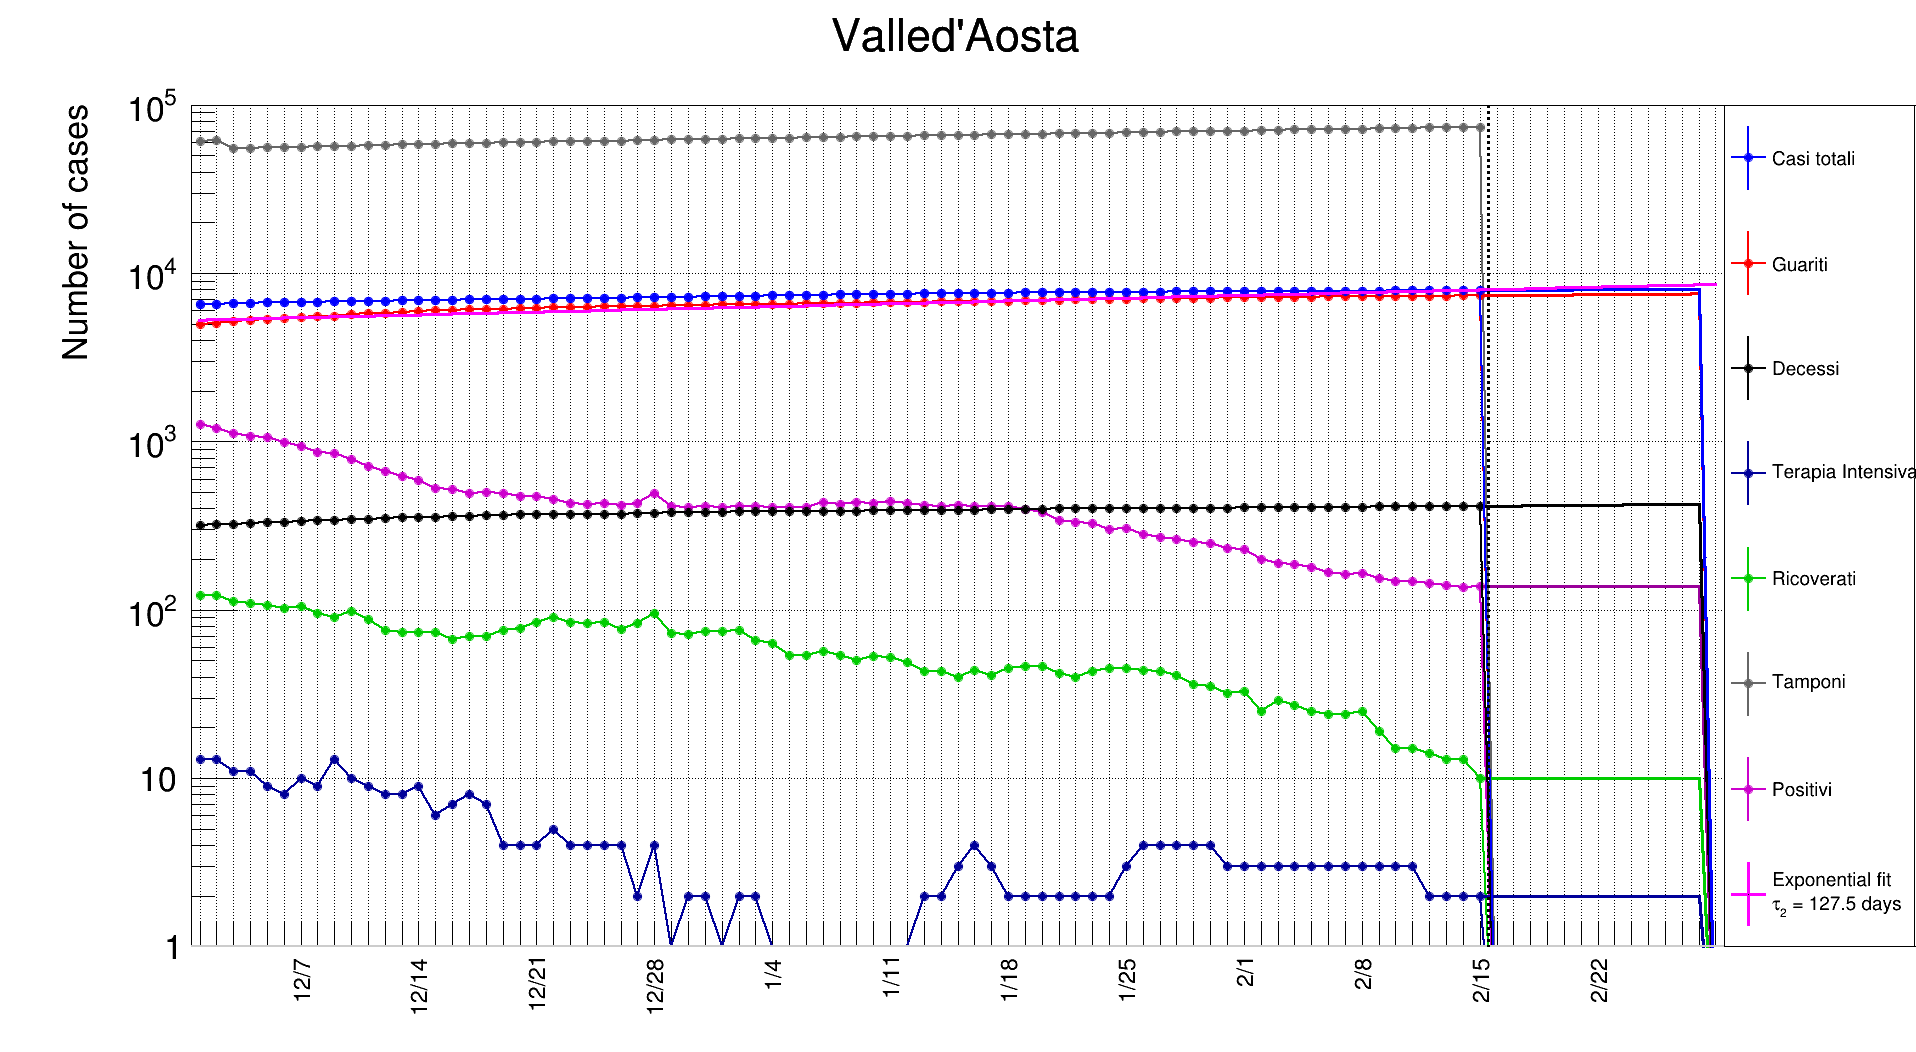 Valled'Aosta
Number of cases
10^5
10^4
10^3
10^2
10
1
12/7
12/14
12/21
12/28
1/4
1/11
1/18
1/25
2/1
2/8
2/15
2/22
Casi totali
Guariti
Decessi
Terapia Intensiva
Ricoverati
Tamponi
Positivi
Exponential fit
τ₂ = 127.5 days